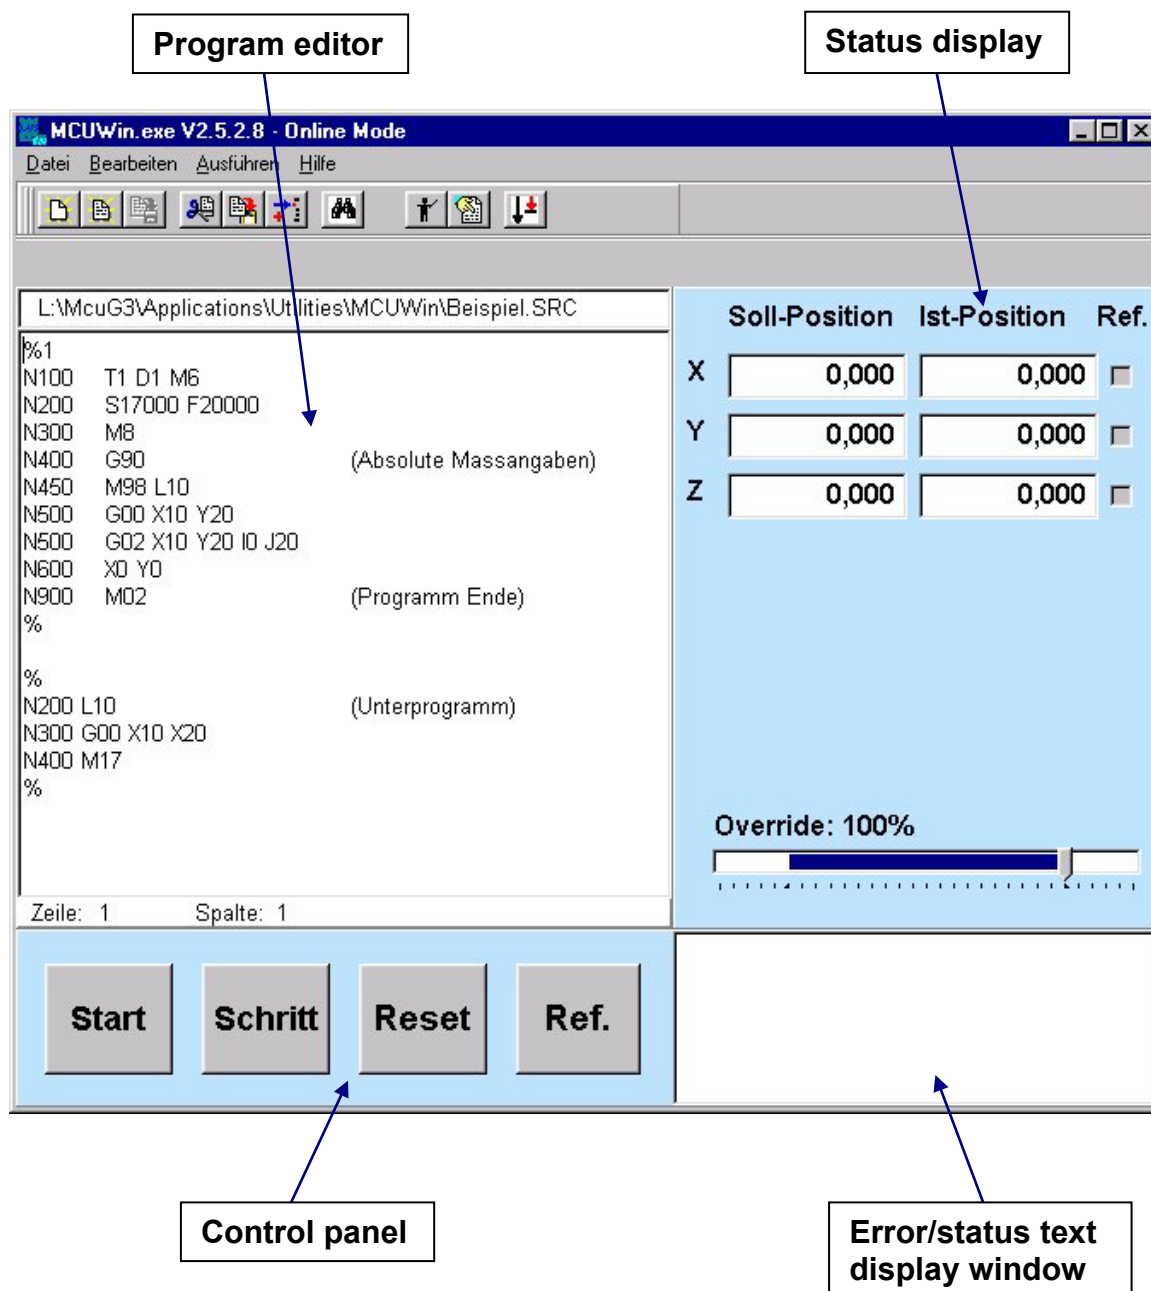 Program editor
Status display
MCUWin.exe V2.5.2.8 - Online Mode
Datei Bearbeiten Ausführen Hilfe
L:\McuG3\Applications\Utilities\MCUWin\Beispiel.SRC
%1
N100 T1 D1 M6
N200 S17000 F20000
N300 M8
N400 G90 (Absolute Massangaben)
N450 M98 L10
N500 G00 X10 Y20
N500 G02 X10 Y20 I0 J20
N600 X0 Y0
N900 M02 (Programm Ende)
%
%
N200 L10 (Unterprogramm)
N300 G00 X10 X20
N400 M17
%
Zeile: 1 Spalte: 1
Soll-Position Ist-Position Ref.
X 0,000 0,000
Y 0,000 0,000
Z 0,000 0,000
Override: 100%
Start Schritt Reset Ref.
Control panel
Error/status text
display window